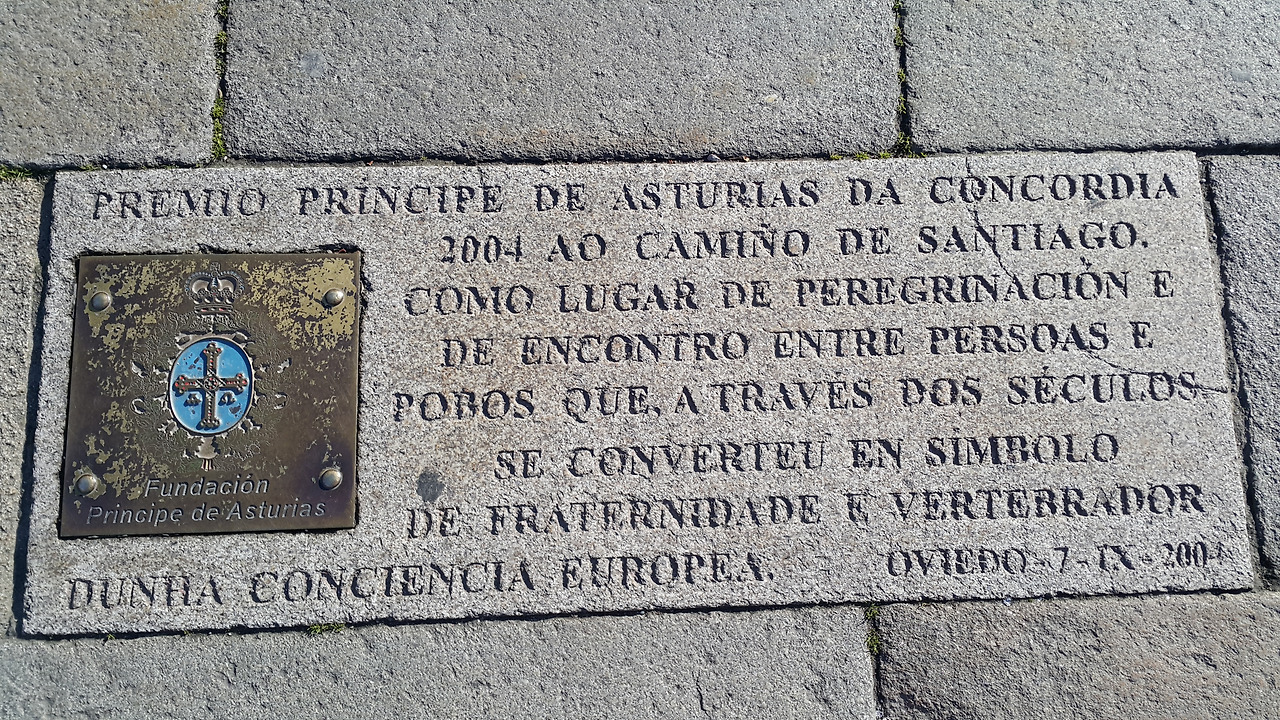 PREMIO PRÍNCIPE DE ASTURIAS DA CONCORDIA
2004 AO CAMIÑO DE SANTIAGO.
COMO LUGAR DE PEREGRINACIÓN E
DE ENCONTRO ENTRE PERSOAS E
POBOS QUE, A TRAVÉS DOS SÉCULOS
SE CONVERTEU EN SÍMBOLO
DE FRATERNIDADE E VERTEBRADOR
DUNHA CONCIENCIA EUROPEA. OVIEDO-7-IX-2004
Fundación
Príncipe de Asturias